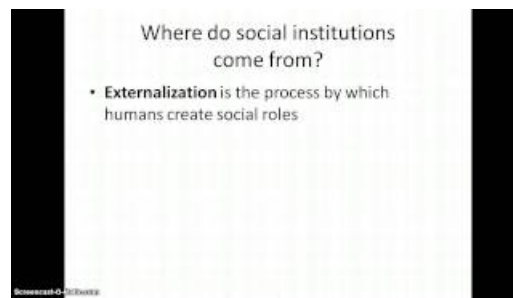 Where do social institutions
come from?
• Externalization is the process by which
humans create social roles